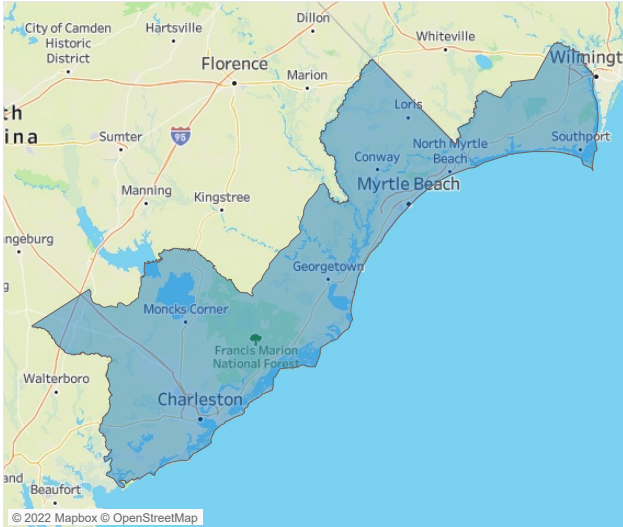 Dillon
City of Camden
Historic
District
Hartsville
Whiteville
Wilmingt
Florence
Marion
th
ina
Loris
95
Sumter
North Myrtle
Beach
Southport
Conway
Manning
Kingstree
Myrtle Beach
angeburg
Georgetown
g
Moncks Corner
Francis Marion
National Forest
Walterboro
Charleston
and
Beaufort
© 2022 Mapbox © OpenStreetMap